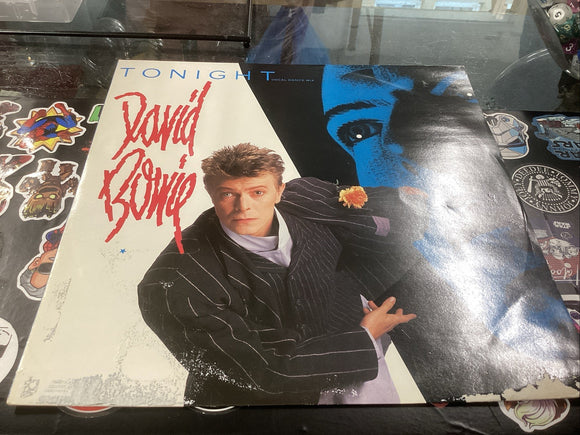 TONIGHT
VOCAL DANCE MIX
David
Bowie